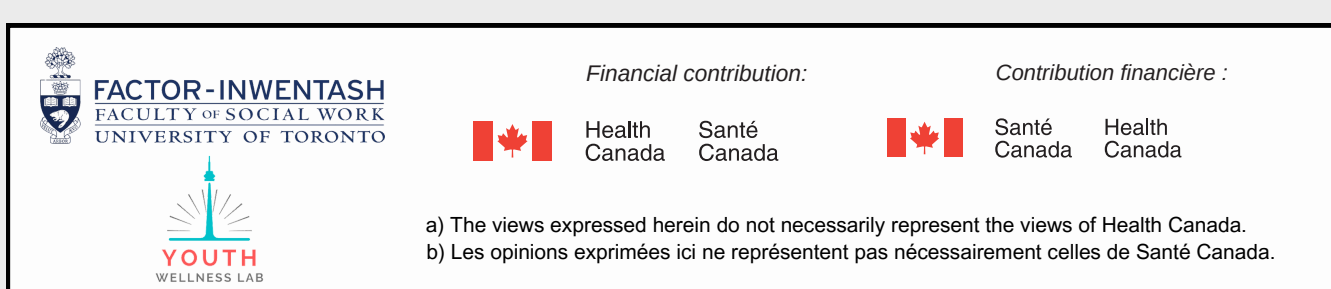 FACTOR-INWENTASH
FACULTY OF SOCIAL WORK
UNIVERSITY OF TORONTO
ARBOR
YOUTH
WELLNESS LAB
Financial contribution:
Health Santé
Canada Canada
Contribution financière :
Santé Health
Canada Canada
a) The views expressed herein do not necessarily represent the views of Health Canada.
b) Les opinions exprimées ici ne représentent pas nécessairement celles de Santé Canada.